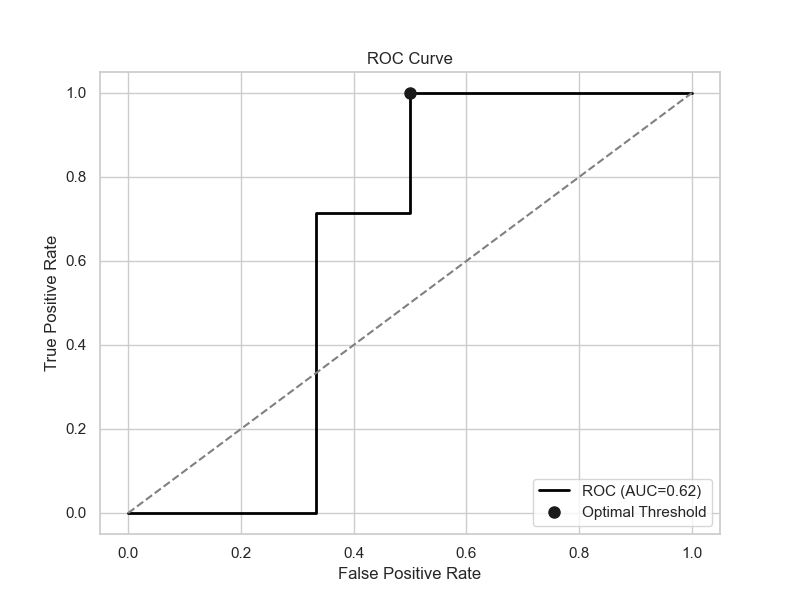 ROC Curve
1.0
0.8
0.6
0.4
0.2
0.0
True Positive Rate
0.0 0.2 0.4 0.6 0.8 1.0
False Positive Rate
ROC (AUC=0.62)
Optimal Threshold